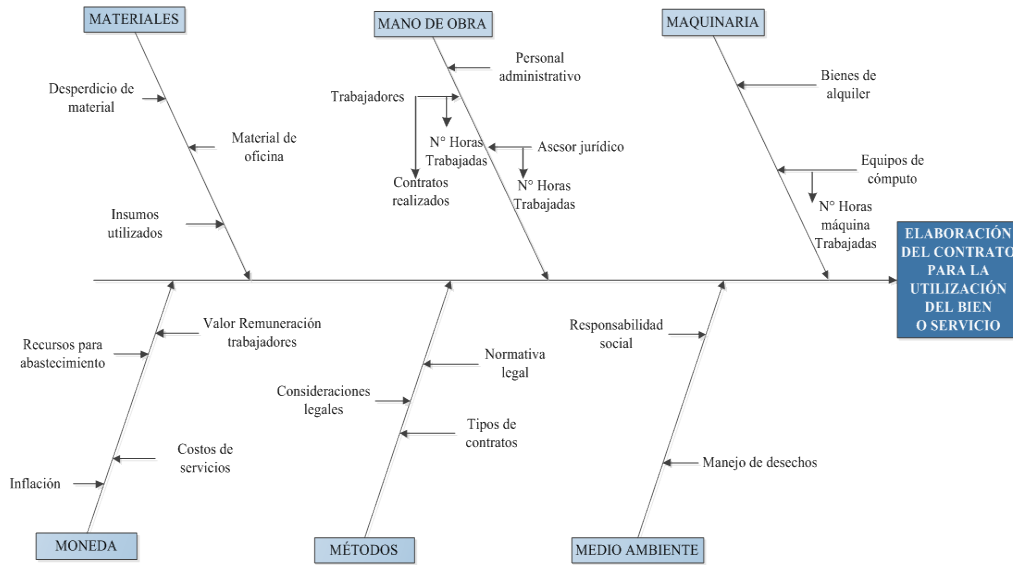 MATERIALES
MANO DE OBRA
MAQUINARIA
Desperdicio de
material
Material de
oficina
Insumos
utilizados
Personal
administrativo
Trabajadores
N° Horas
Trabajadas
Contratos
realizados
Asesor jurídico
N° Horas
Trabajadas
Bienes de
alquiler
Equipos de
cómputo
N° Horas
máquina
Trabajadas
ELABORACIÓN
DEL CONTRATO
PARA LA
UTILIZACIÓN
DEL BIEN
O SERVICIO
Valor Remuneración
trabajadores
Recursos para
abastecimiento
Costos de
servicios
Inflación
Normativa
legal
Consideraciones
legales
Tipos de
contratos
Responsabilidad
social
Manejo de desechos
MONEDA
MÉTODOS
MEDIO AMBIENTE